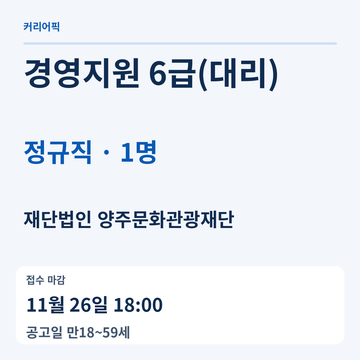 커리어픽
경영지원 6급(대리)
정규직 · 1명
재단법인 양주문화관광재단
접수 마감
11월 26일 18:00
공고일 만18~59세